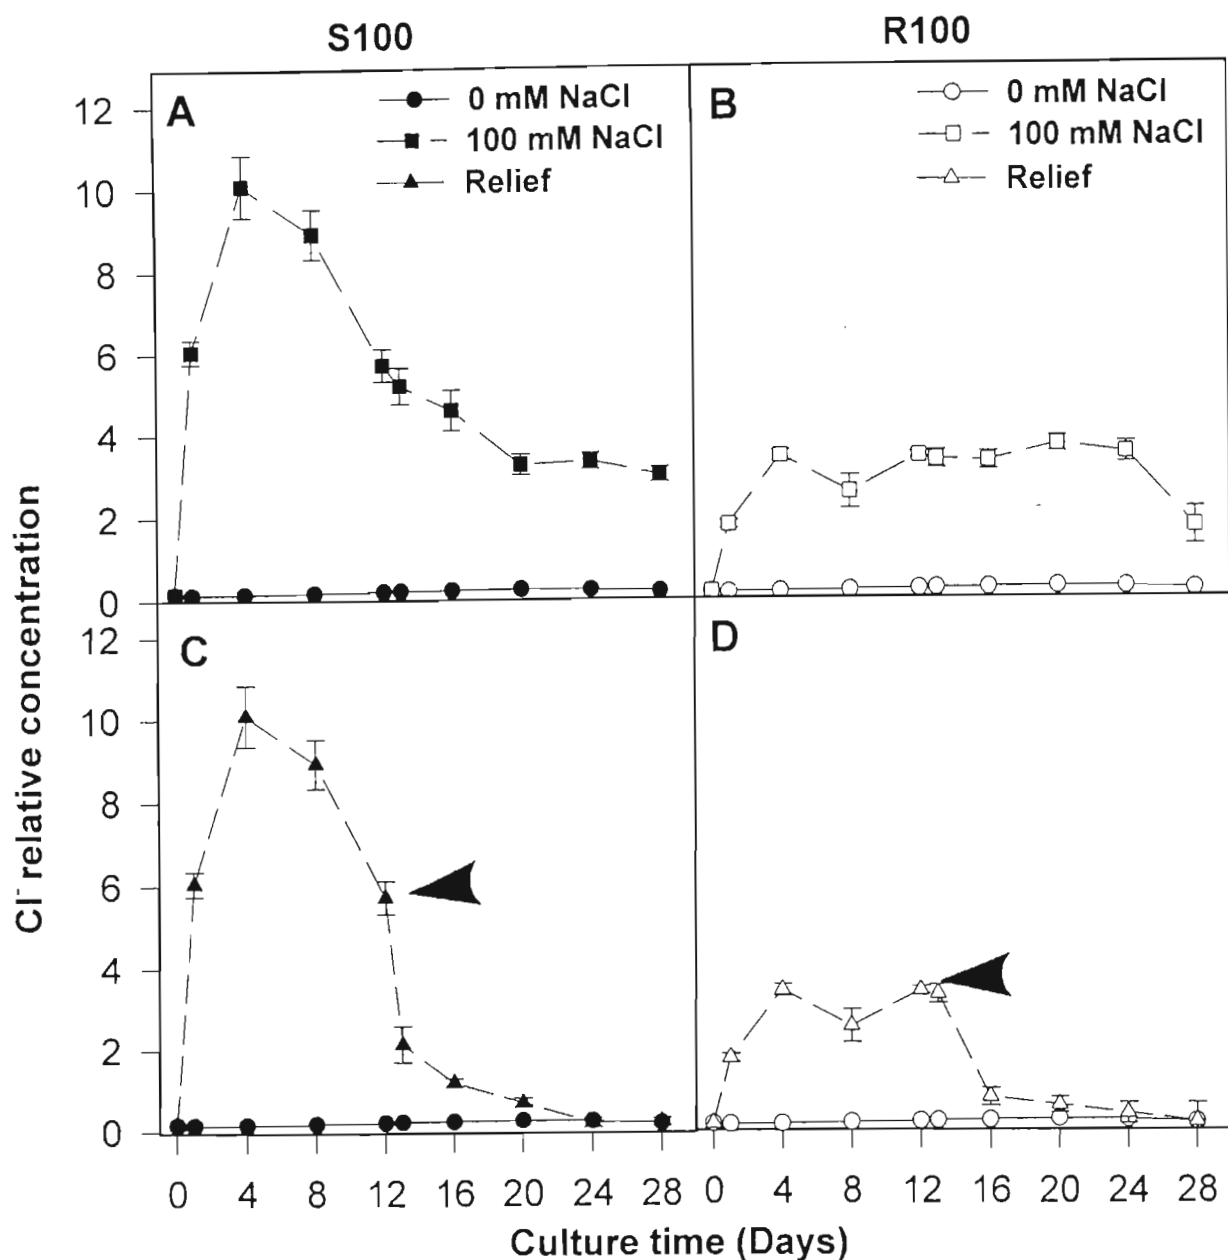 S100
R100
A
0 mM NaCl
100 mM NaCl
Relief
B
0 mM NaCl
100 mM NaCl
Relief
12
10
8
6
4
2
0
C
D
12
10
8
6
4
2
0
Cl⁻ relative concentration
0 4 8 12 16 20 24 28
0 4 8 12 16 20 24 28
Culture time (Days)